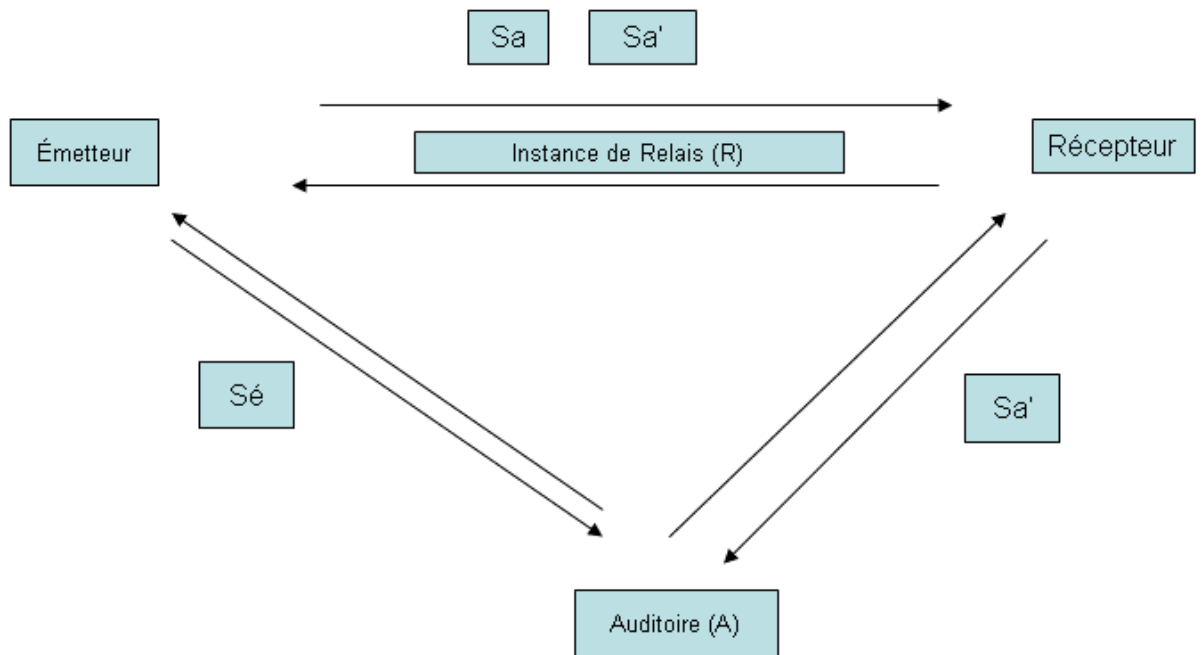 Sa
Sa'
Émetteur
Instance de Relais (R)
Récepteur
Sé
Sa'
Auditoire (A)